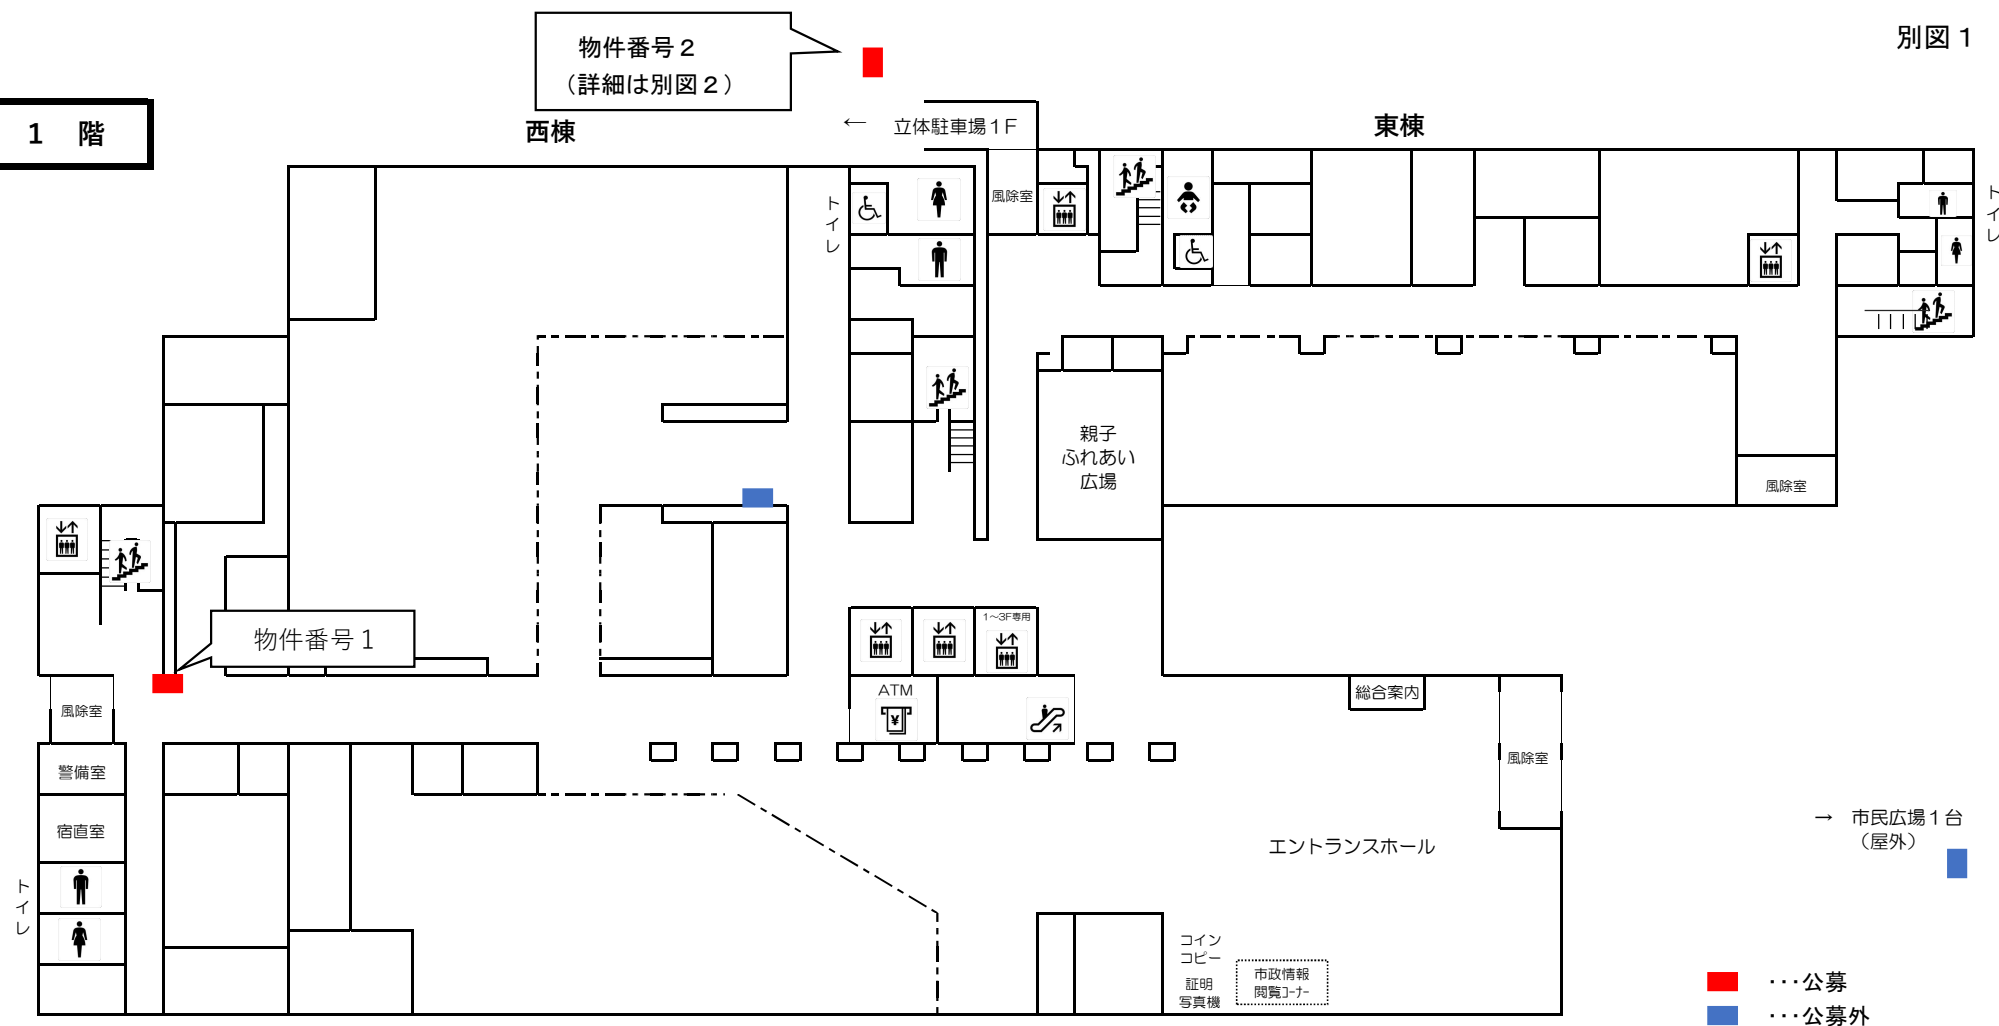 別図１
物件番号２
（詳細は別図２）
１　階
西棟
← 立体駐車場１F
東棟
トイレ
風除室
トイレ
親子
ふれあい
広場
風除室
物件番号１
1～3F専用
風除室
ATM
総合案内
警備室
風除室
宿直室
→ 市民広場１台
（屋外）
エントランスホール
トイレ
コイン
コピー
証明
写真機
市政情報
閲覧ｺｰﾅｰ
･･･公募
･･･公募外